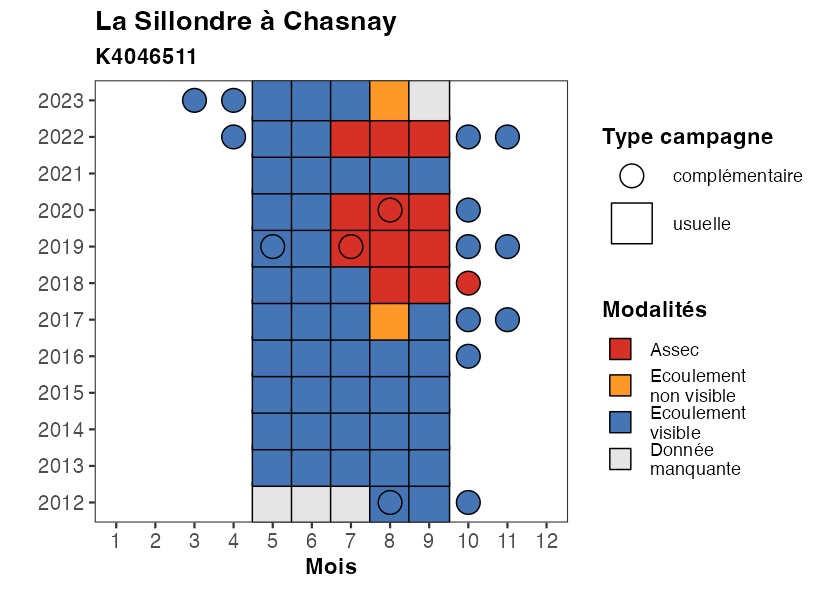 La Sillondre à Chasnay
K4046511
2023
2022
2021
2020
2019
2018
2017
2016
2015
2014
2013
2012
1 2 3 4 5 6 7 8 9 10 11 12
Mois
Type campagne
complémentaire
usuelle
Modalités
Assec
Ecoulement
non visible
Ecoulement
visible
Donnée
manquante